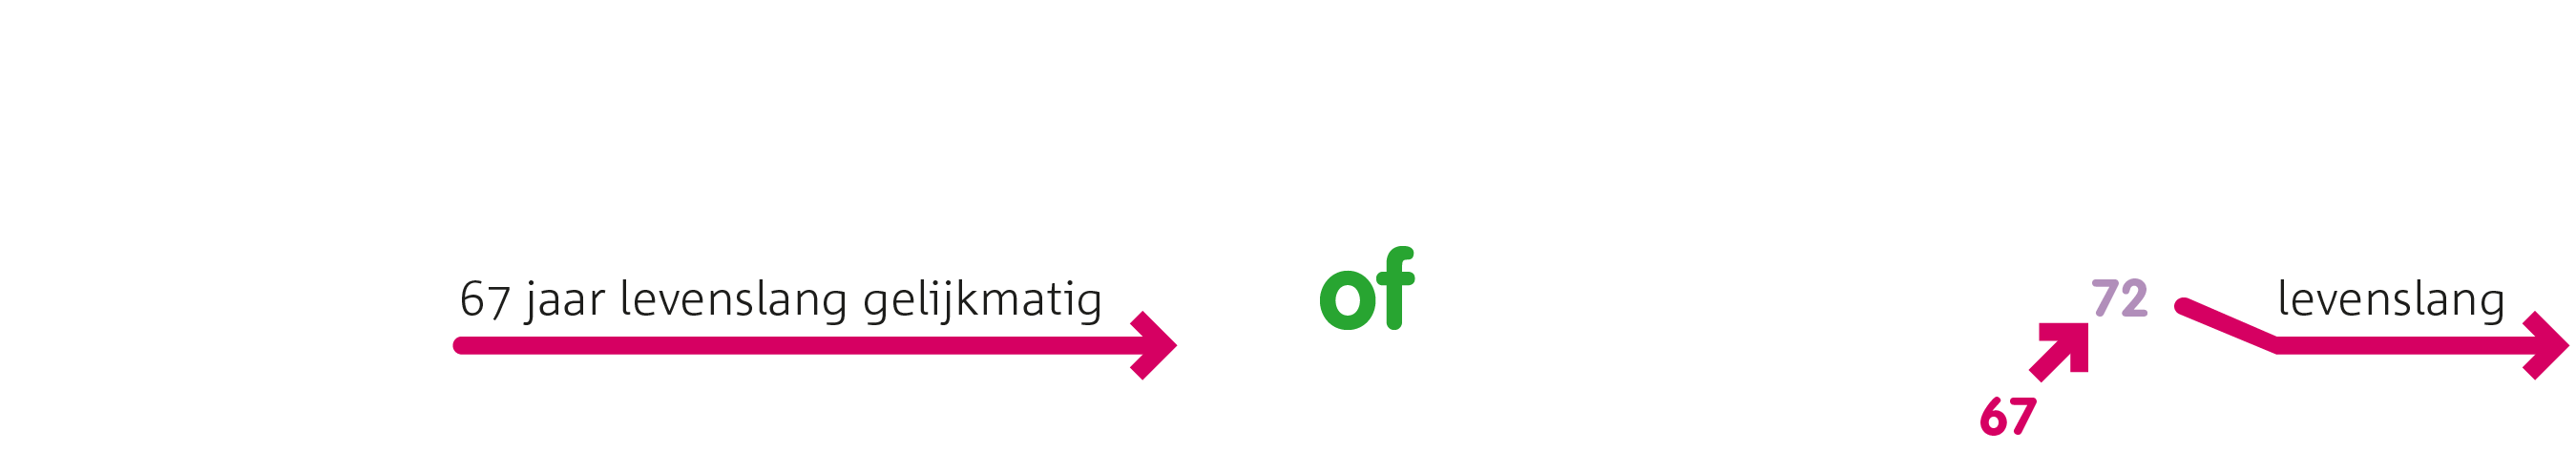 67 jaar levenslang gelijkmatig
of
67
72
levenslang